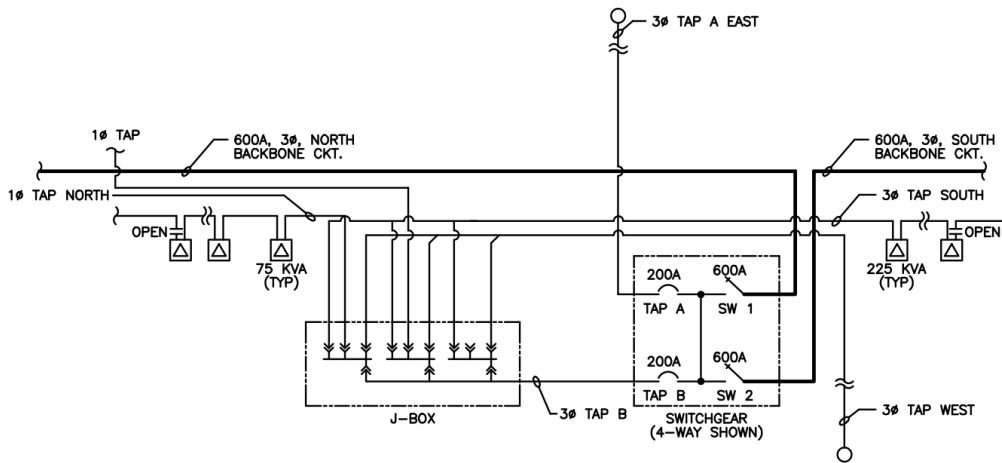 3ø TAP A EAST
1ø TAP
600A, 3ø, NORTH
BACKBONE CKT.
600A, 3ø, SOUTH
BACKBONE CKT.
1ø TAP NORTH
3ø TAP SOUTH
OPEN
OPEN
75 KVA
(TYP)
225 KVA
(TYP)
200A
600A
TAP A
SW 1
200A
600A
TAP B
SW 2
J-BOX
3ø TAP B
SWITCHGEAR
(4-WAY SHOWN)
3ø TAP WEST